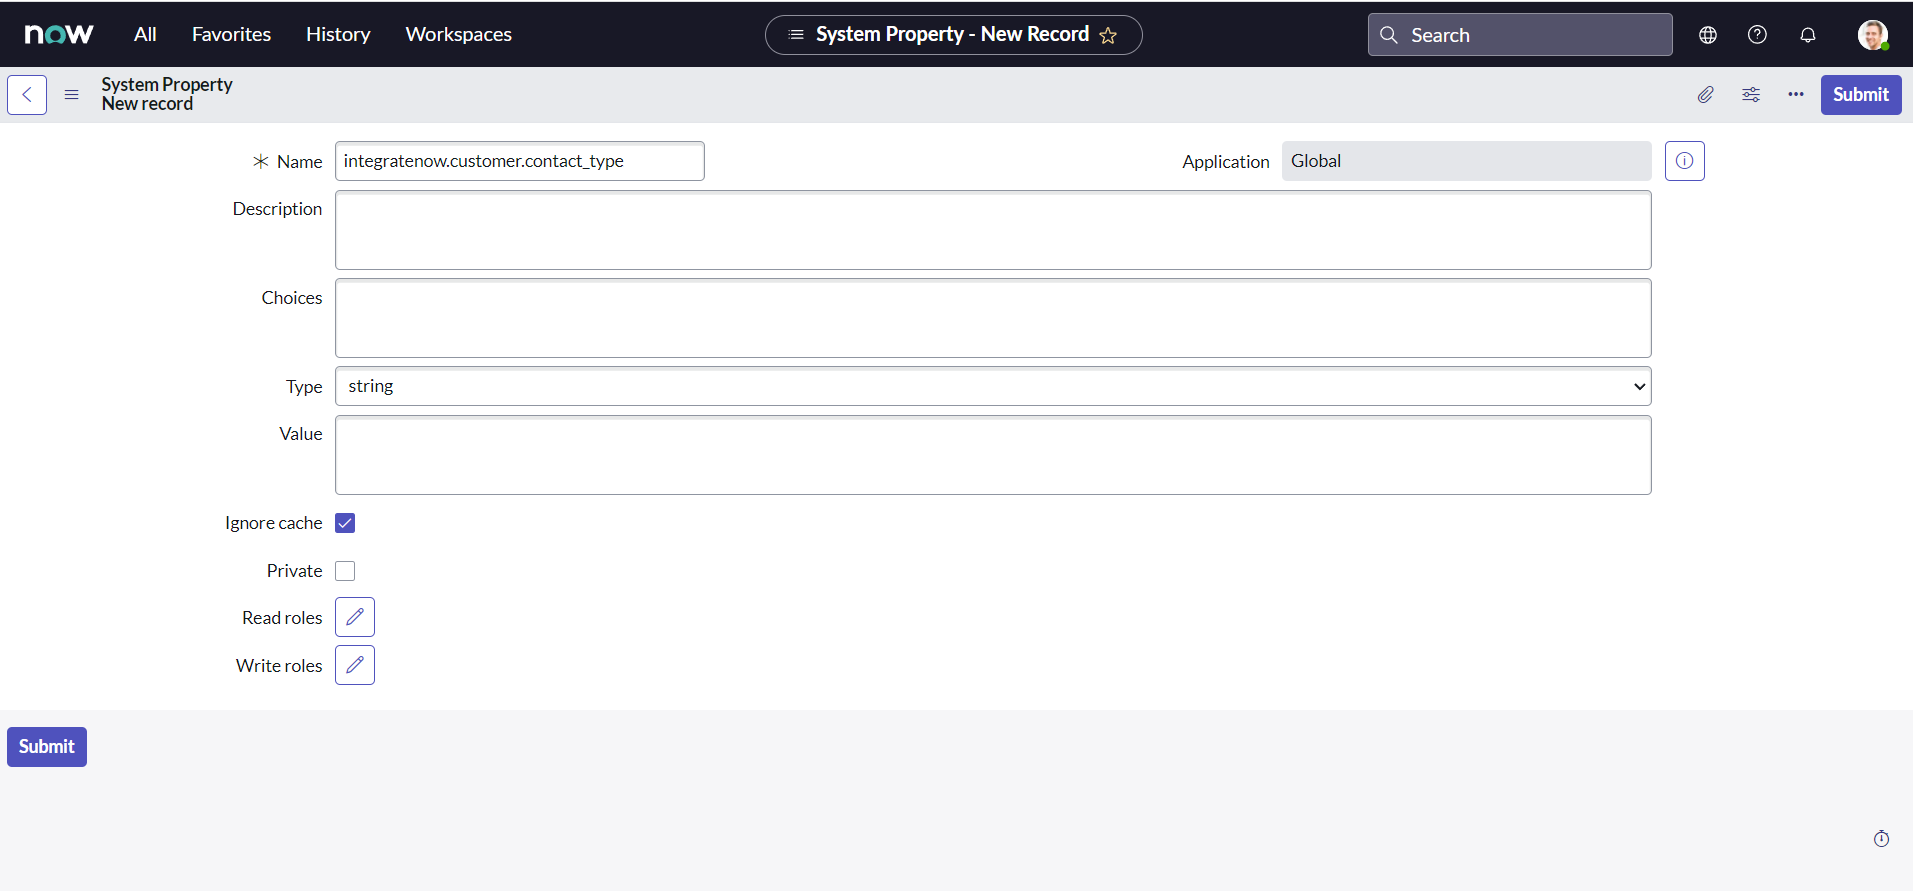 now All Favorites History Workspaces System Property - New Record Search
System Property
New record
Submit
Name integratenow.customer.contact_type Application Global
Description
Choices
Type string
Value
Ignore cache
Private
Read roles
Write roles
Submit